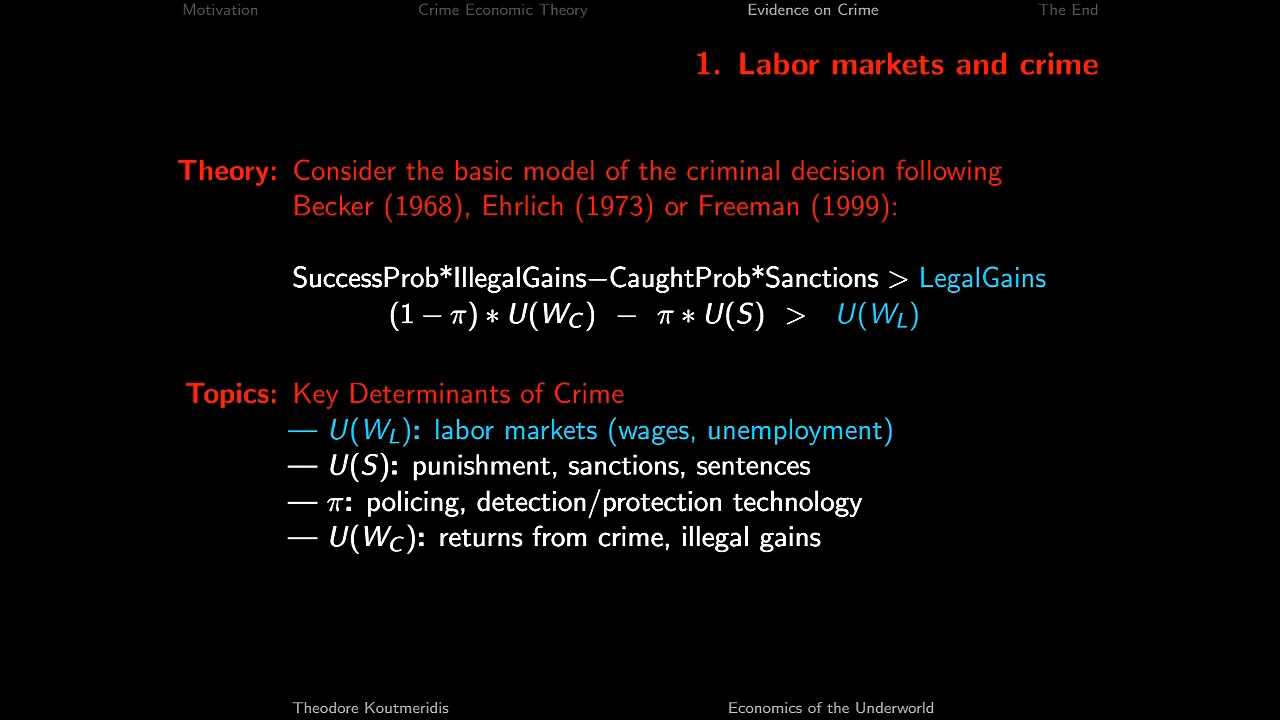 Motivation Crime Economic Theory Evidence on Crime The End
1. Labor markets and crime
Theory: Consider the basic model of the criminal decision following
Becker (1968), Ehrlich (1973) or Freeman (1999):
SuccessProb*IllegalGains−CaughtProb*Sanctions > LegalGains
(1 − π) ∗ U(W_C) − π ∗ U(S) > U(W_L)
Topics: Key Determinants of Crime
— U(W_L): labor markets (wages, unemployment)
— U(S): punishment, sanctions, sentences
— π: policing, detection/protection technology
— U(W_C): returns from crime, illegal gains
Theodore Koutmeridis Economics of the Underworld